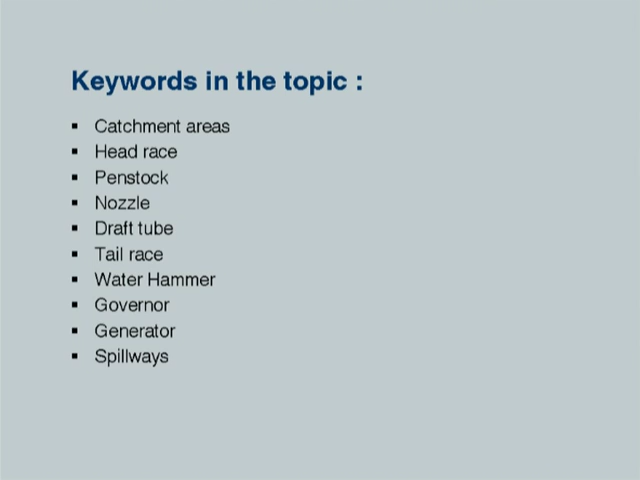 Keywords in the topic :
▪ Catchment areas
▪ Head race
▪ Penstock
▪ Nozzle
▪ Draft tube
▪ Tail race
▪ Water Hammer
▪ Governor
▪ Generator
▪ Spillways